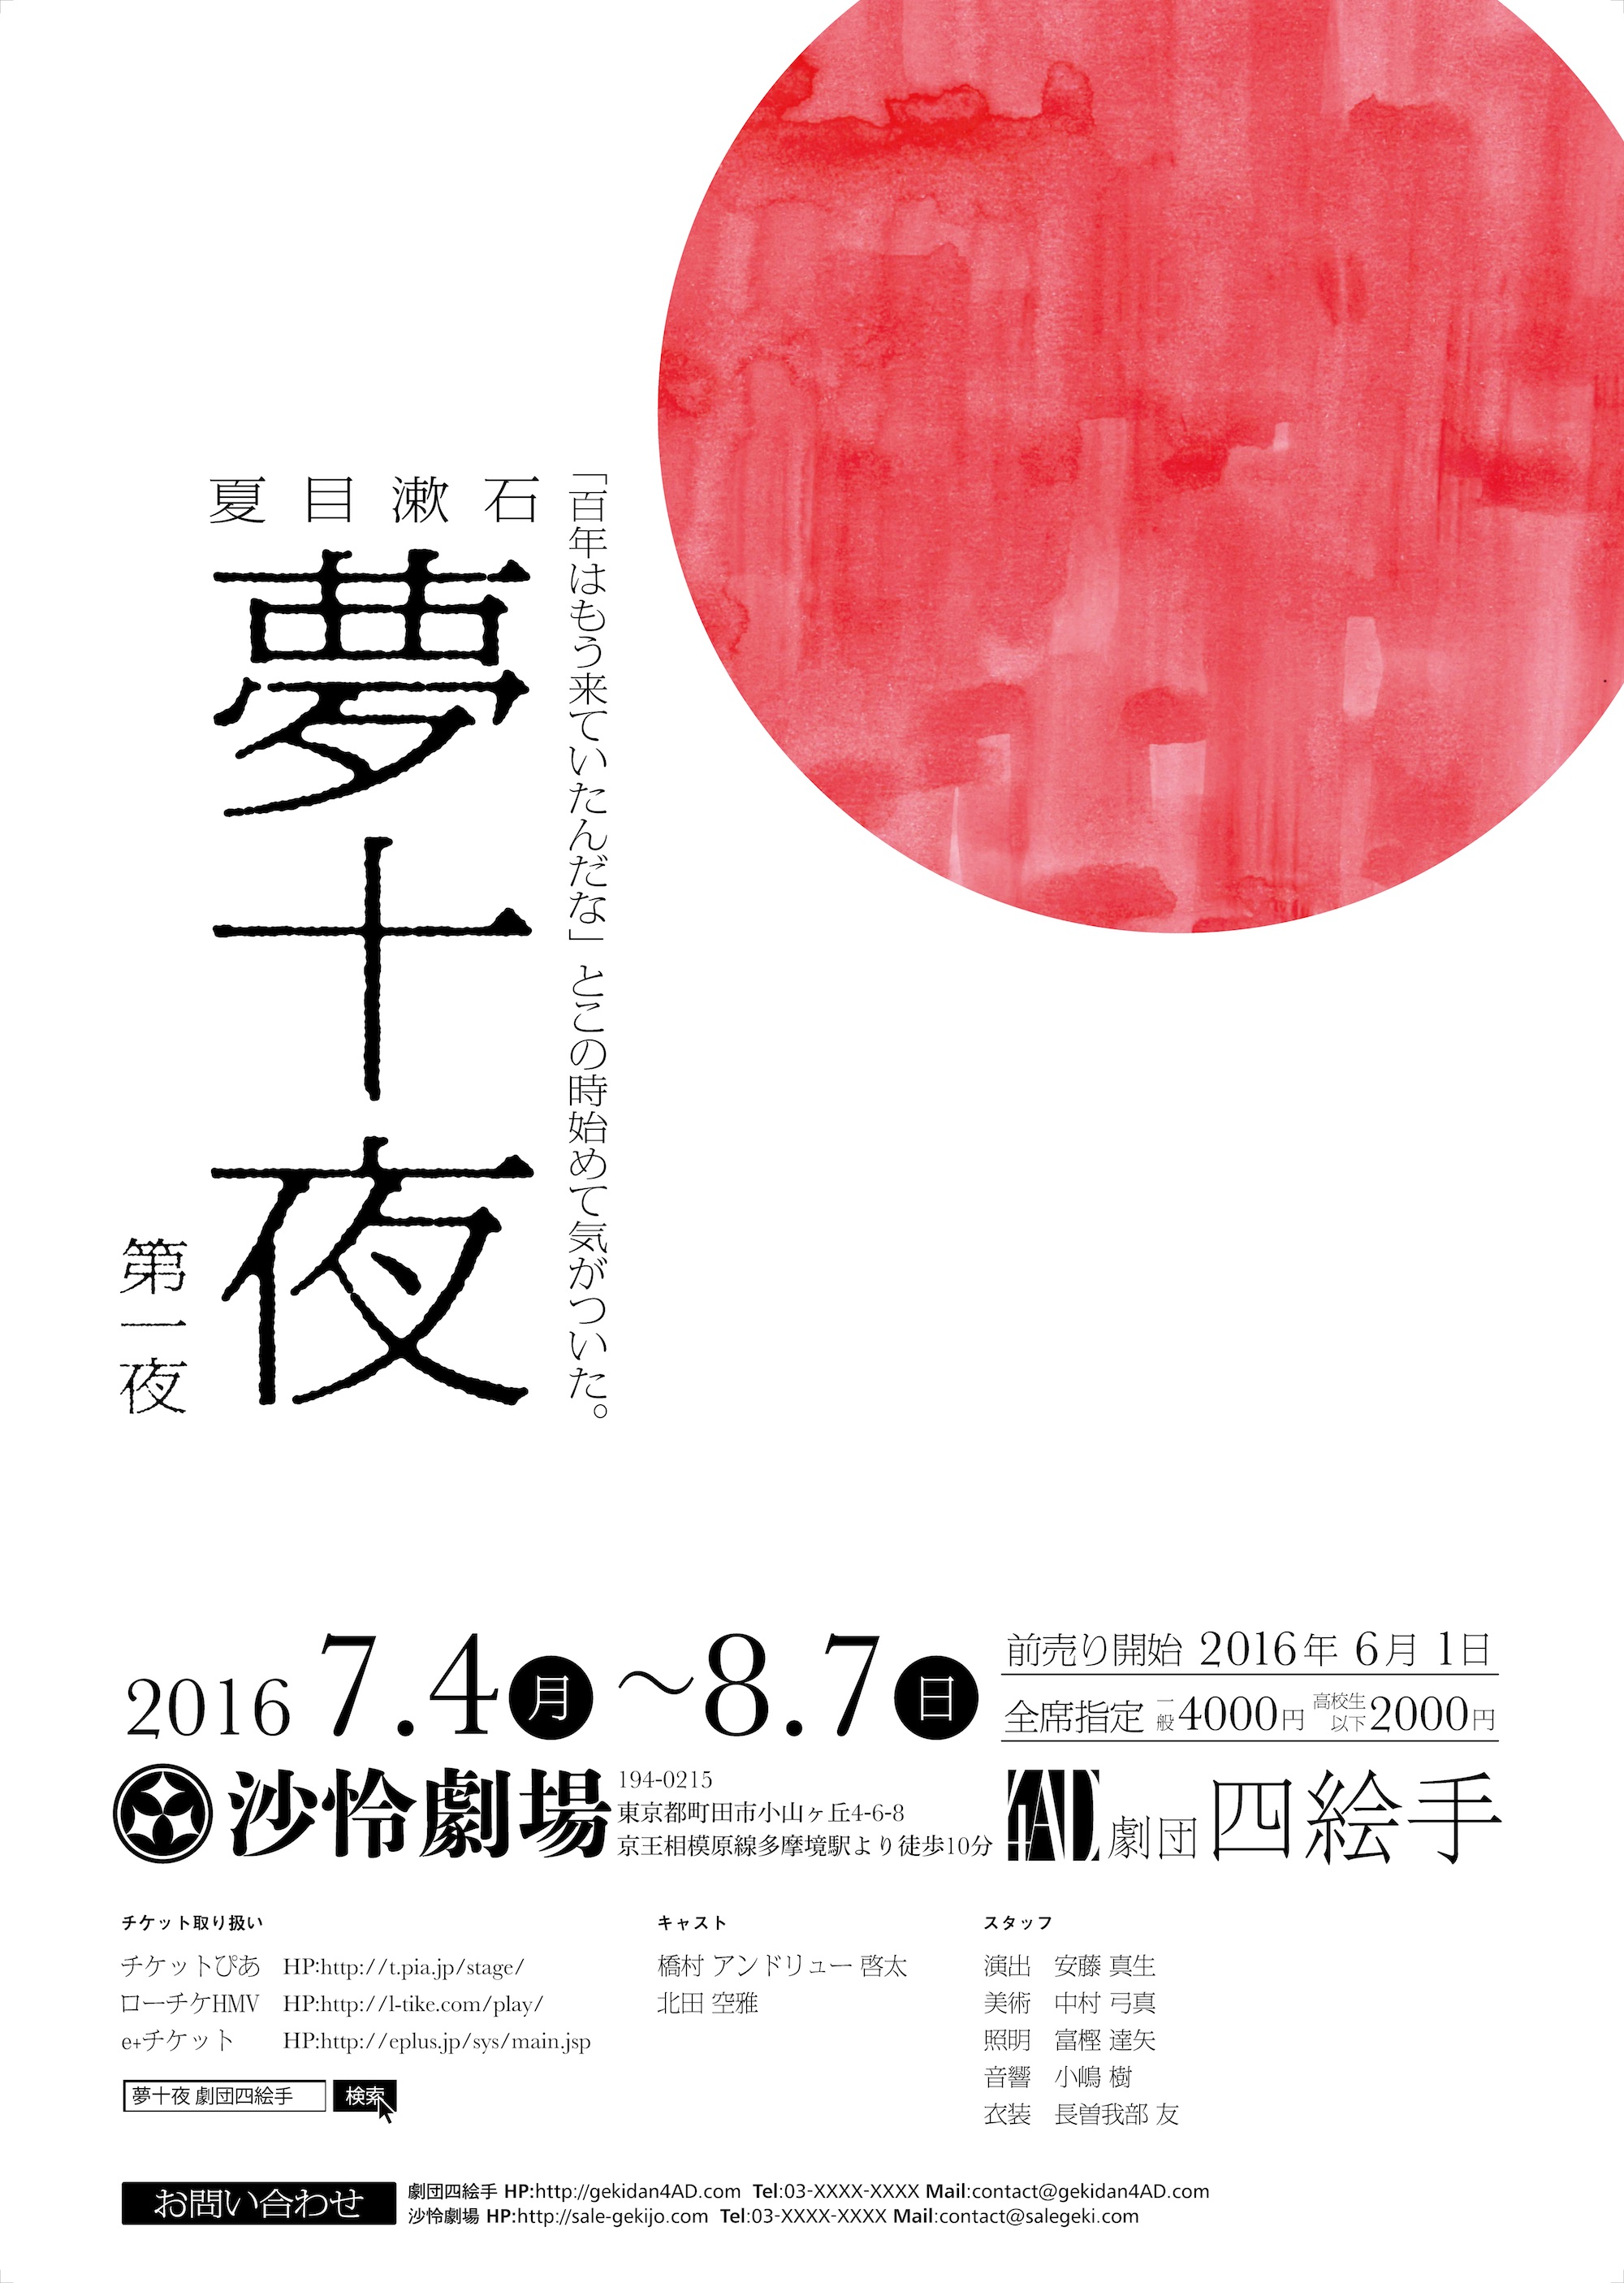 夏目漱石
「百年はもう来ていたんだな」とこの時始めて気がついた。
夢十夜
第一夜
2016 7.4月〜8.7日
前売り開始 2016年 6月 1日
全席指定 一般4000円 高校生以下2000円
沙怜劇場
194-0215
東京都町田市小山ヶ丘4-6-8
京王相模原線多摩境駅より徒歩10分
4AD 劇団 四絵手
チケット取り扱い
チケットぴあ HP:http://t.pia.jp/stage/
ローチケHMV HP:http://l-tike.com/play/
e+チケット HP:http://eplus.jp/sys/main.jsp
夢十夜 劇団四絵手 検索
キャスト
橋村 アンドリュー 啓太
北田 空雅
スタッフ
演出 安藤 真生
美術 中村 弓真
照明 富樫 達矢
音響 小嶋 樹
衣装 長曽我部 友
お問い合わせ
劇団四絵手 HP:http://gekidan4AD.com Tel:03-XXXX-XXXX Mail:contact@gekidan4AD.com
沙怜劇場 HP:http://sale-gekijo.com Tel:03-XXXX-XXXX Mail:contact@salegeki.com